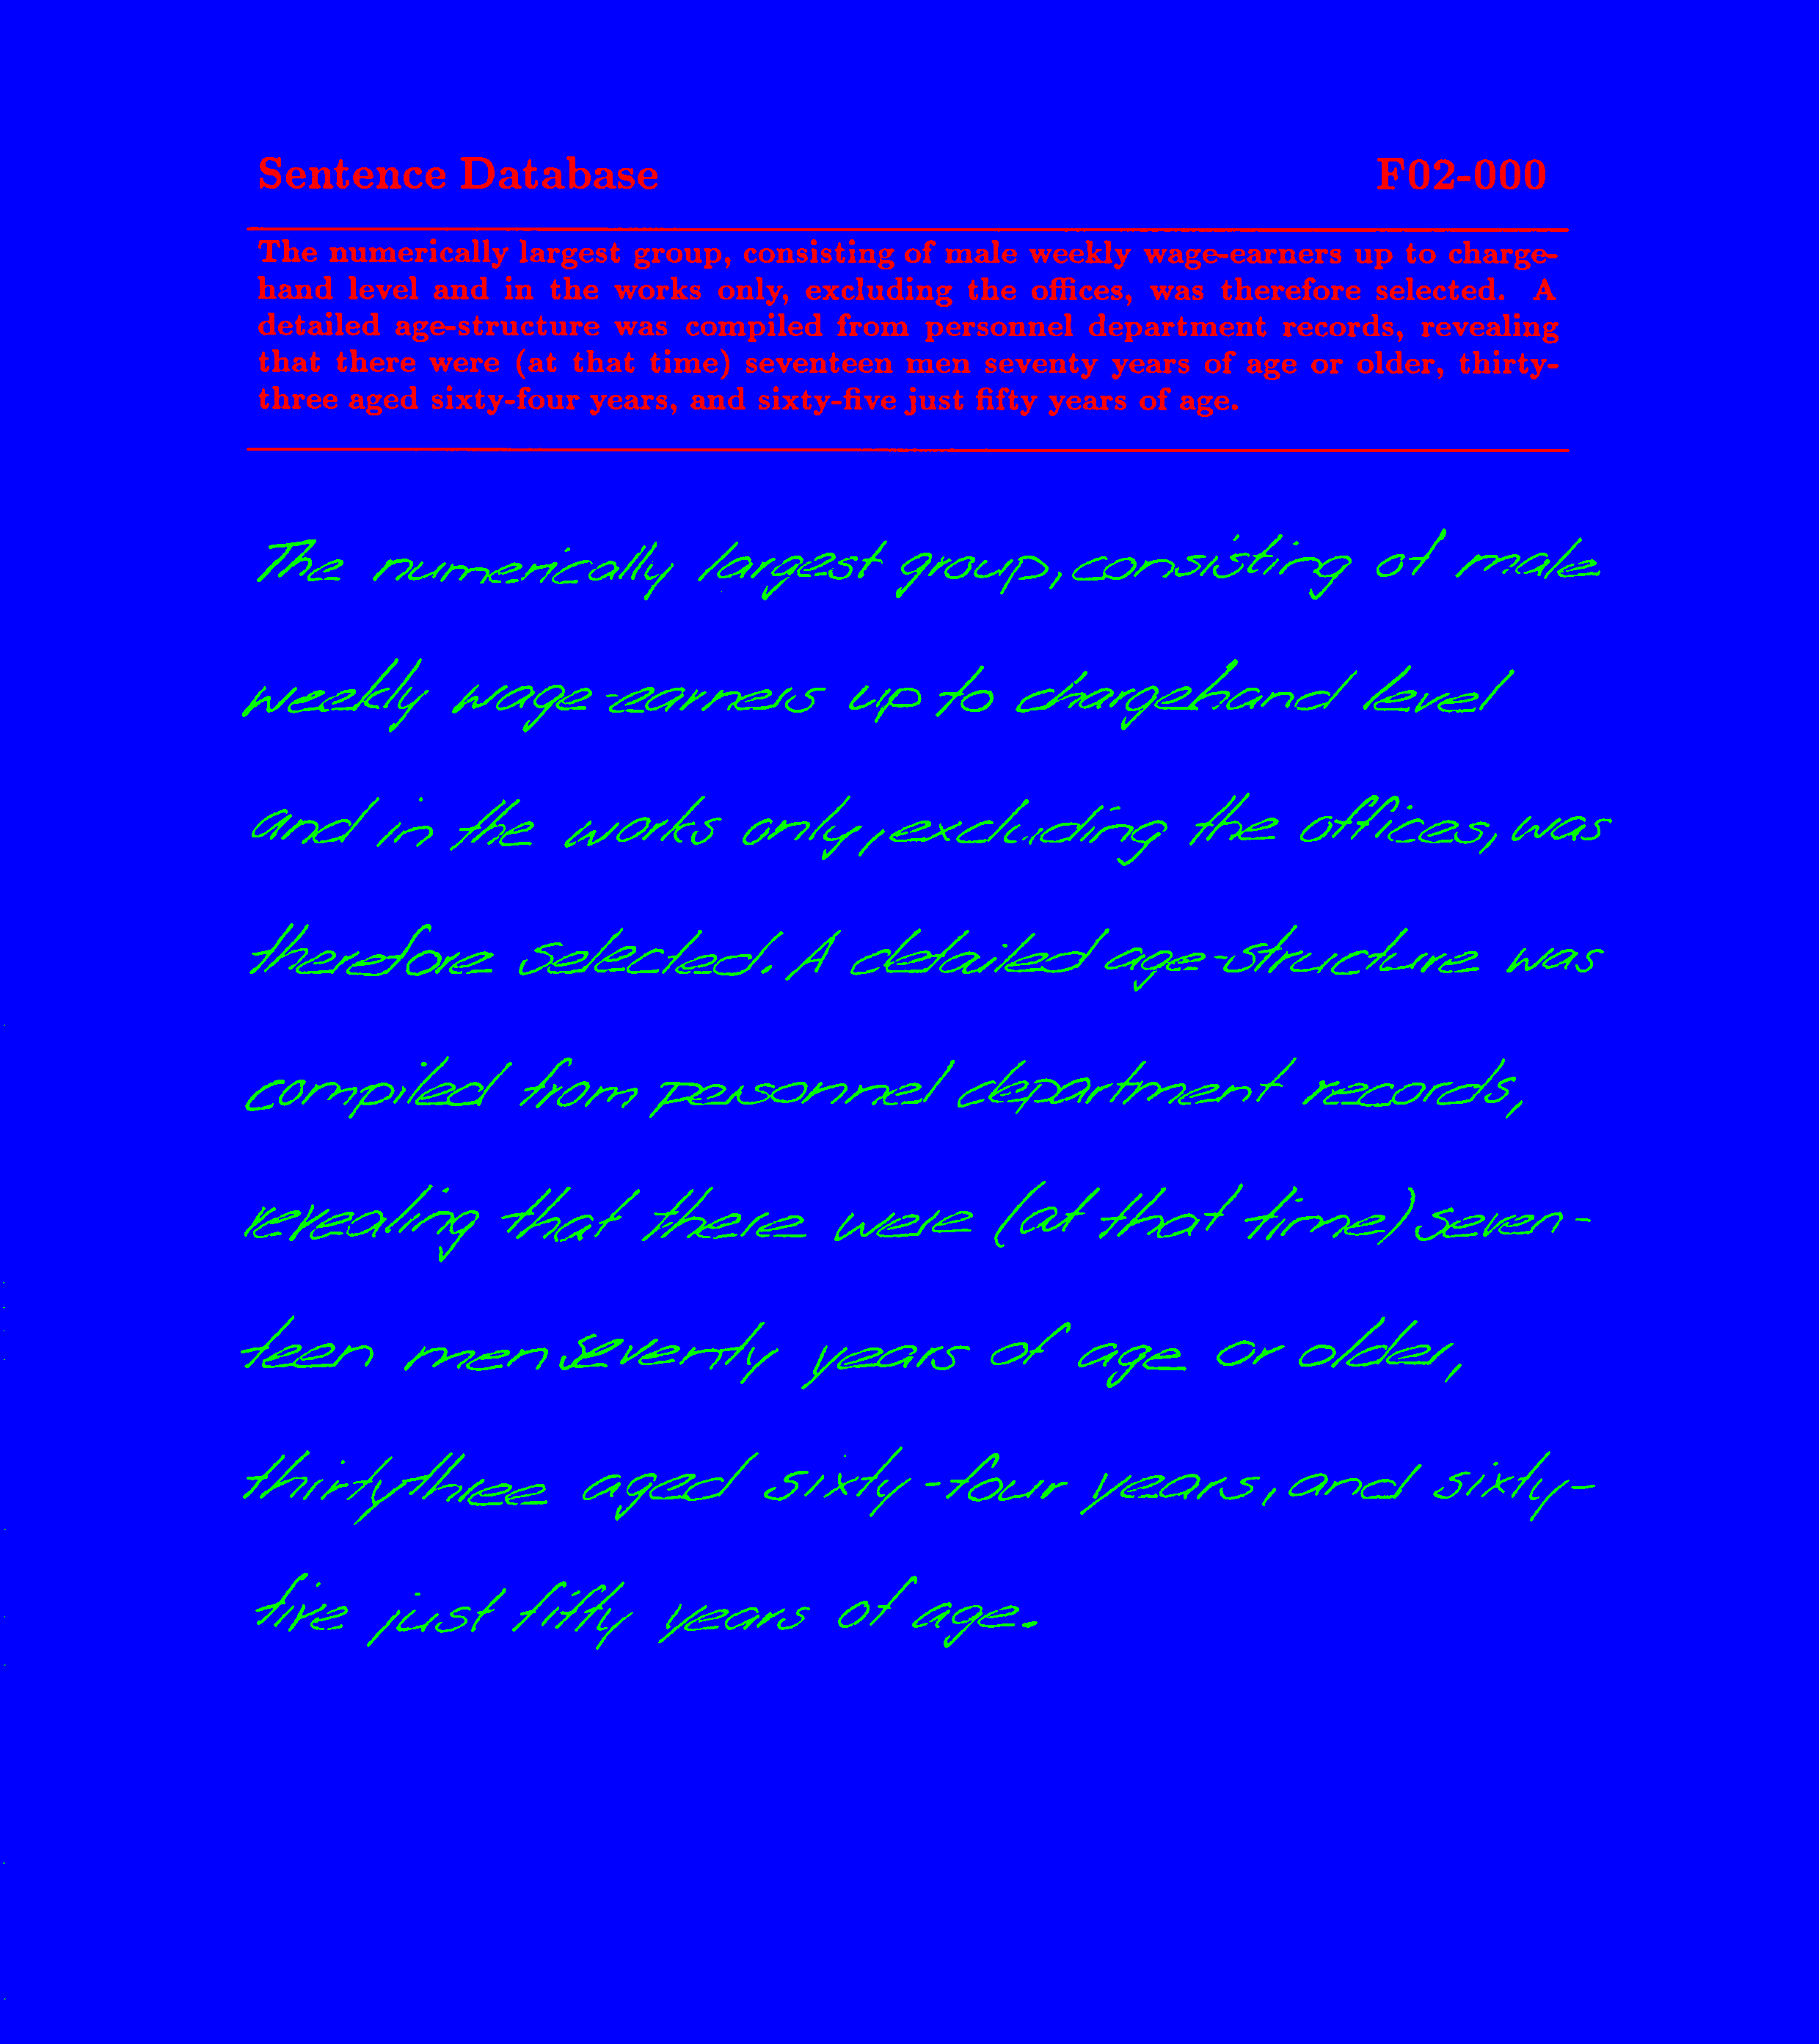 Sentence Database F02-000
The numerically largest group, consisting of male weekly wage-earners up to charge-
hand level and in the works only, excluding the offices, was therefore selected. A
detailed age-structure was compiled from personnel department records, revealing
that there were (at that time) seventeen men seventy years of age or older, thirty-
three aged sixty-four years, and sixty-five just fifty years of age.
The numerically largest group, consisting of male
weekly wage-earners up to chargehand level
and in the works only, excluding the offices, was
therefore selected. A detailed age-structure was
compiled from personnel department records,
revealing that there were (at that time) seven-
teen men seventy years of age or older,
thirtythree aged sixty-four years, and sixty-
five just fifty years of age.